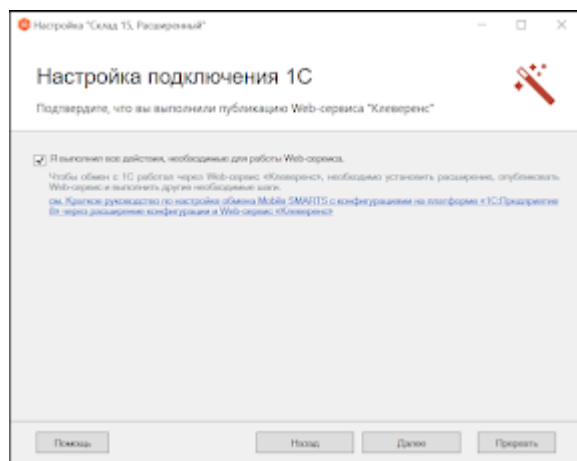 Настройка "Склад 15, Расширенный"
Настройка подключения 1С
Подтвердите, что вы выполнили публикацию Web-сервиса "Клеверенс"
Я выполнил все действия, необходимые для работы Web-сервиса.
Чтобы обмен с 1С работал через Web-сервис «Клеверенс», необходимо установить расширение, опубликовать
Web-сервис и выполнить другие необходимые шаги.
см. Краткое руководство по настройке обмена Mobile SMARTS с конфигурациями на платформе «1С:Предприятие
8» через расширение конфигурации и Web-сервис «Клеверенс»
Помощь Назад Далее Прервать